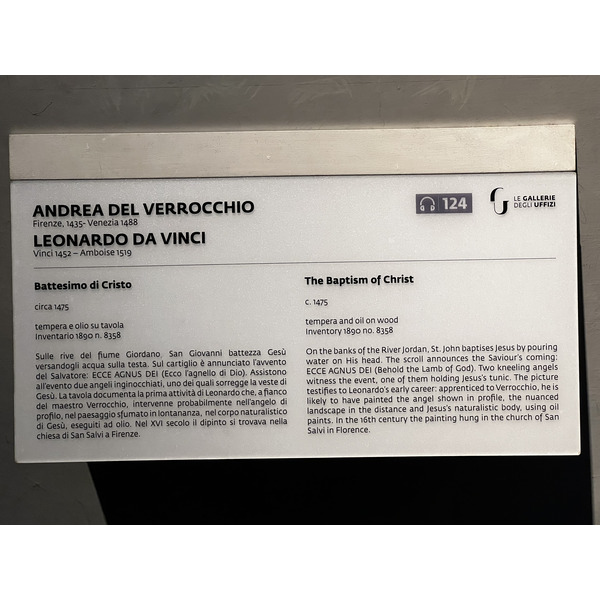 ANDREA DEL VERROCCHIO
Firenze, 1435- Venezia 1488
LEONARDO DA VINCI
Vinci 1452 – Amboise 1519
124
LE GALLERIE
DEGLI UFFIZI
Battesimo di Cristo
circa 1475
tempera e olio su tavola
Inventario 1890 n. 8358
Sulle rive del fiume Giordano San Giovanni battezza Gesù
versandogli acqua sulla testa. Sul cartiglio è annunciato l'avvento
del Salvatore: ECCE AGNUS DEI (Ecco l'agnello di Dio). Assistono
all'evento due angeli inginocchiati, uno dei quali sorregge la veste di
Gesù. La tavola documenta la prima attività di Leonardo che, a fianco
del maestro Verrocchio, intervenne probabilmente nell'angelo di
profilo, nel paesaggio sfumato in lontananza, nel corpo naturalistico
di Gesù, eseguiti ad olio. Nel XVI secolo il dipinto si trovava nella
chiesa di San Salvi a Firenze.
The Baptism of Christ
c. 1475
tempera and oil on wood
Inventory 1890 no. 8358
On the banks of the River Jordan, St. John baptises Jesus by pouring
water on His head. The scroll announces the Saviour's coming:
ECCE AGNUS DEI (Behold the Lamb of God). Two kneeling angels
witness the event, one of them holding Jesus's tunic. The picture
testifies to Leonardo's early career: apprenticed to Verrocchio, he is
likely to have painted the angel shown in profile, the nuanced
landscape in the distance and Jesus's naturalistic body, using oil
paints. In the 16th century the painting hung in the church of San
Salvi in Florence.